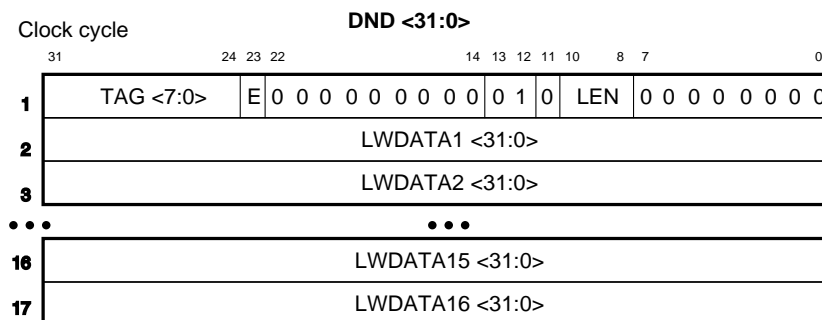 DND <31:0>
Clock cycle
31 24 23 22 14 13 12 11 10 8 7 0
1 TAG <7:0> E 0 0 0 0 0 0 0 0 0 0 1 0 LEN 0 0 0 0 0 0 0 0
2 LWDATA1 <31:0>
3 LWDATA2 <31:0>
••• •••
16 LWDATA15 <31:0>
17 LWDATA16 <31:0>